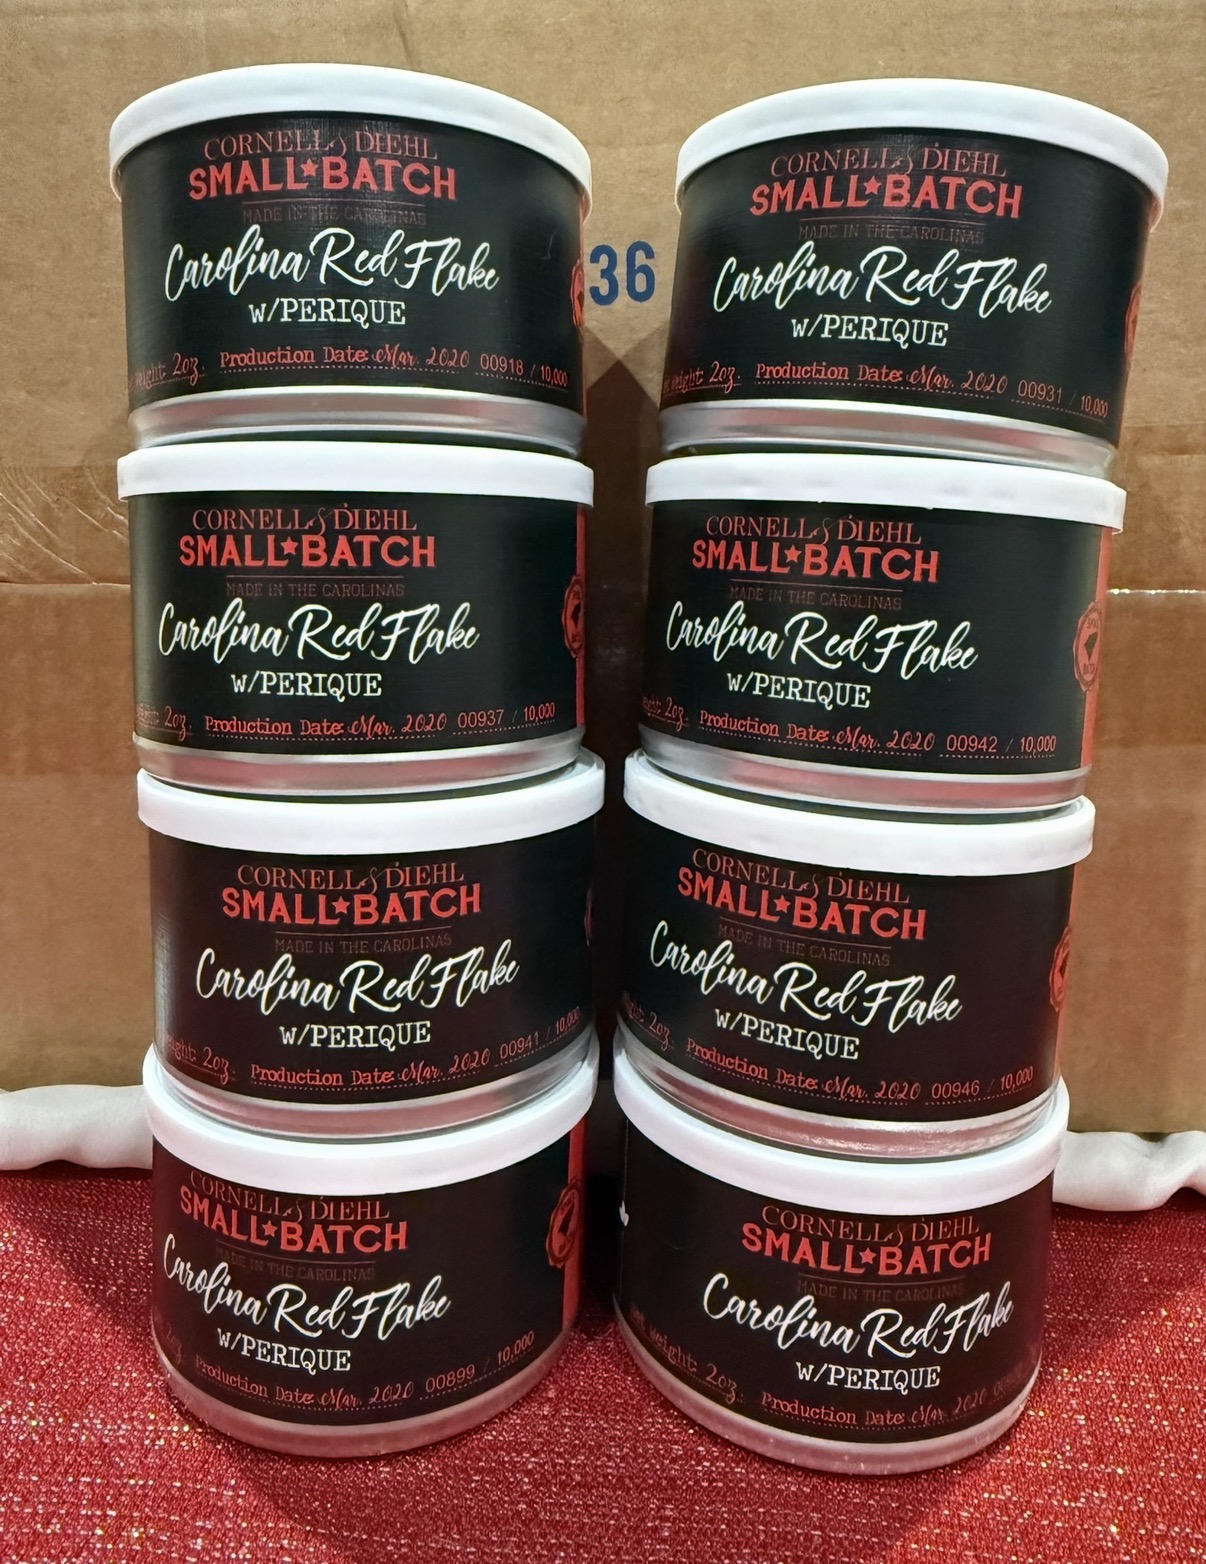 CORNELL & DIEHL
SMALL★BATCH
MADE IN THE CAROLINAS
Carolina Red Flake
w/PERIQUE
Weight: 2oz. Production Date: Mar. 2020 00918 / 10,000
CORNELL & DIEHL
SMALL★BATCH
MADE IN THE CAROLINAS
Carolina Red Flake
w/PERIQUE
Weight: 2oz. Production Date: Mar. 2020 00931 / 10,000
36
CORNELL & DIEHL
SMALL★BATCH
MADE IN THE CAROLINAS
Carolina Red Flake
w/PERIQUE
2oz. Production Date: Mar. 2020 00937 / 10,000
CORNELL & DIEHL
SMALL★BATCH
MADE IN THE CAROLINAS
Carolina Red Flake
w/PERIQUE
2oz. Production Date: Mar. 2020 00942 / 10,000
CORNELL & DIEHL
SMALL★BATCH
MADE IN THE CAROLINAS
Carolina Red Flake
w/PERIQUE
2oz. Production Date: Mar. 2020 00941 / 10,000
CORNELL & DIEHL
SMALL★BATCH
MADE IN THE CAROLINAS
Carolina Red Flake
w/PERIQUE
2oz. Production Date: Mar. 2020 00946 / 10,000
CORNELL & DIEHL
SMALL★BATCH
MADE IN THE CAROLINAS
Carolina Red Flake
w/PERIQUE
Production Date: Mar. 2020 00899 / 10,000
CORNELL & DIEHL
SMALL★BATCH
MADE IN THE CAROLINAS
Carolina Red Flake
w/PERIQUE
Weight: 2oz. Production Date: Mar. 2020